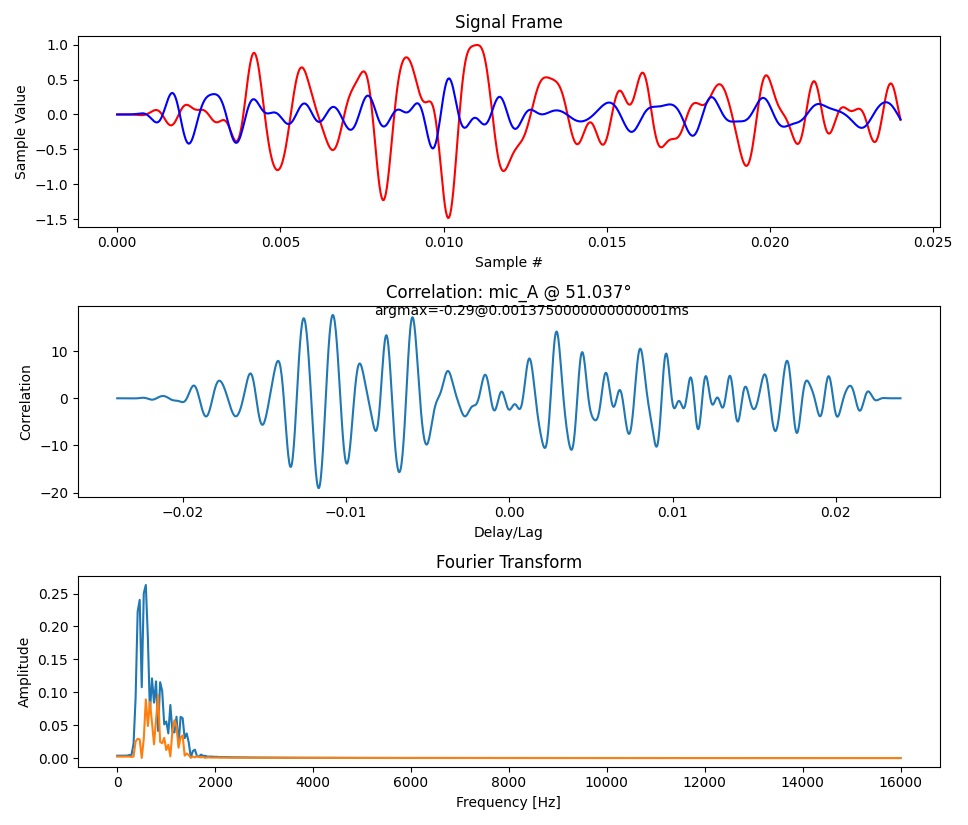 Signal Frame
1.0
0.5
0.0
−0.5
−1.0
−1.5
Sample Value
0.000 0.005 0.010 0.015 0.020 0.025
Sample #
Correlation: mic_A @ 51.037°
argmax=-0.29@0.0013750000000000001ms
10
0
−10
−20
Correlation
−0.02 −0.01 0.00 0.01 0.02
Delay/Lag
Fourier Transform
0.25
0.20
0.15
0.10
0.05
0.00
Amplitude
0 2000 4000 6000 8000 10000 12000 14000 16000
Frequency [Hz]